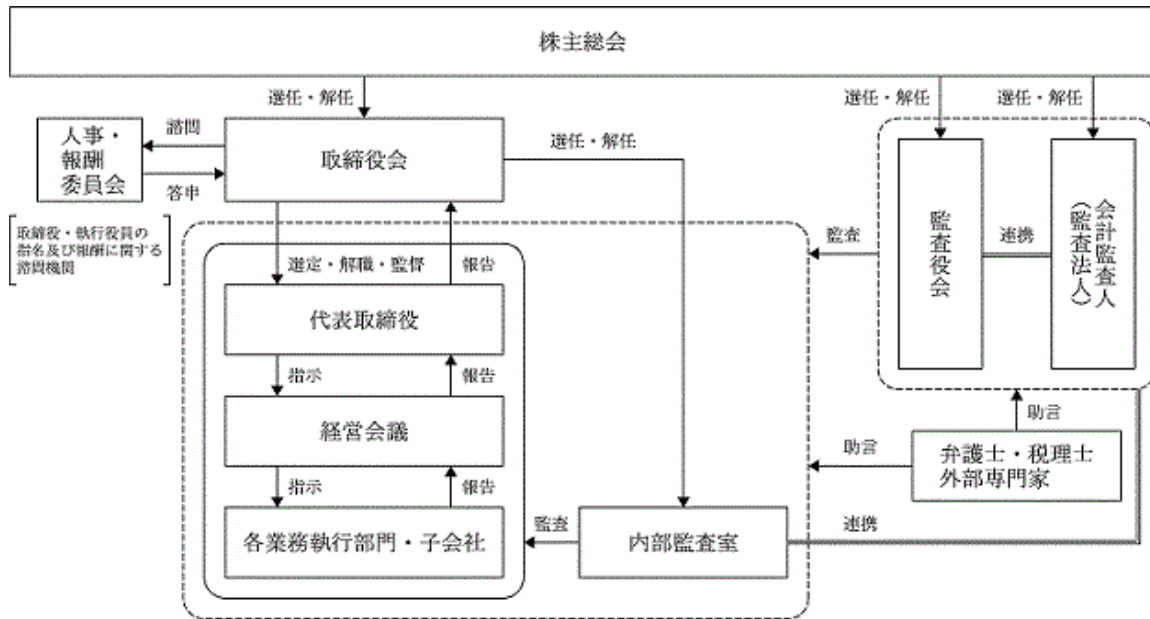 株主総会
選任・解任
選任・解任
選任・解任
人事・
報酬
委員会
諮問
答申
取締役会
選任・解任
取締役・執行役員の
指名及び報酬に関する
諮問機関
選定・解職・監督
報告
監査
監査役会
連携
会計監査人
(監査法人)
代表取締役
指示
報告
経営会議
助言
助言
弁護士・税理士
外部専門家
指示
報告
各業務執行部門・子会社
監査
内部監査室
連携